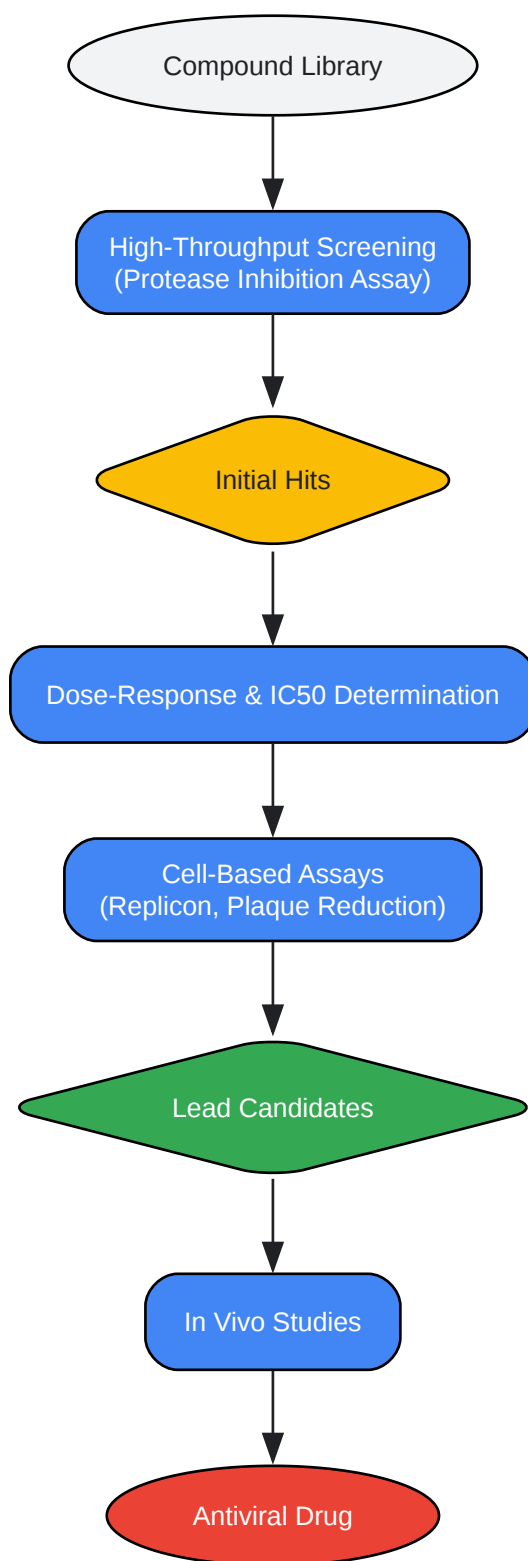 Compound Library
High-Throughput Screening
(Protease Inhibition Assay)
Initial Hits
Dose-Response & IC50 Determination
Cell-Based Assays
(Replicon, Plaque Reduction)
Lead Candidates
In Vivo Studies
Antiviral Drug